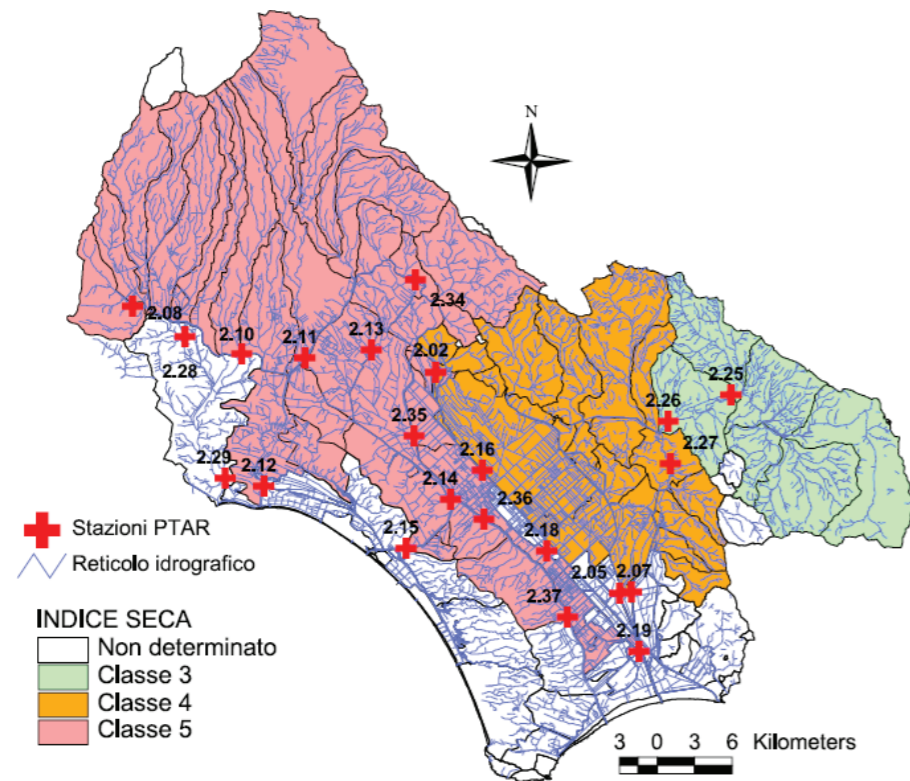 N
2.34
2.08
2.28
2.10
2.11
2.13
2.02
2.25
2.26
2.27
2.35
2.16
2.29
2.12
2.14
2.36
2.15
2.18
2.05
2.07
2.37
2.19
Stazioni PTAR
Reticolo idrografico
INDICE SECA
Non determinato
Classe 3
Classe 4
Classe 5
3 0 3 6 Kilometers